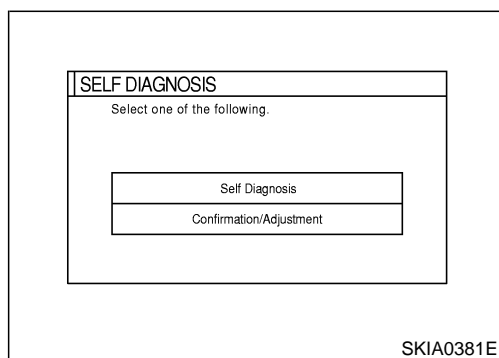 SELF DIAGNOSIS
Select one of the following.
Self Diagnosis
Confirmation/Adjustment
SKIA0381E